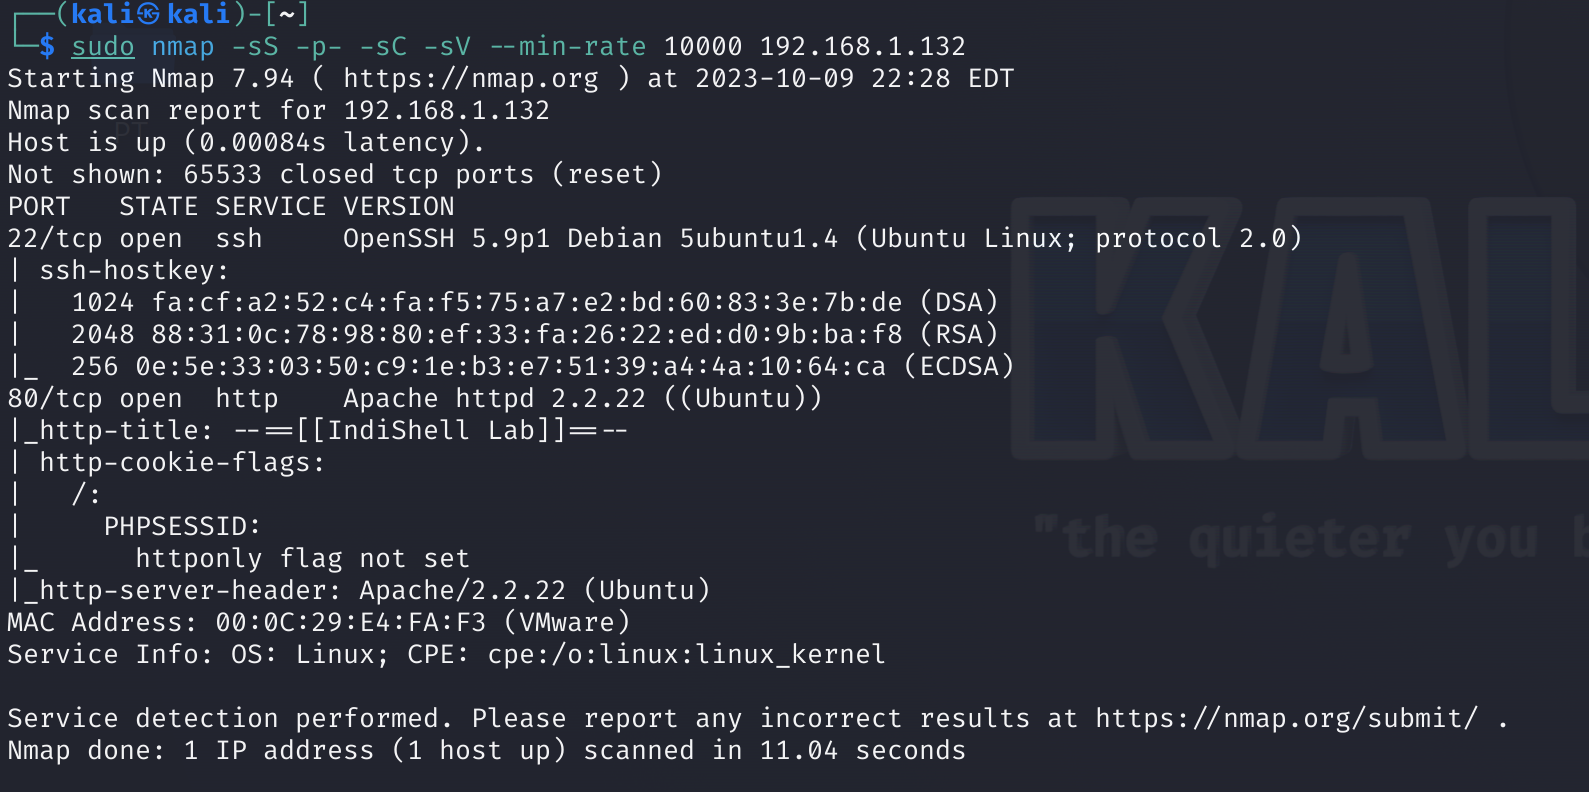 ┌──(kali㉿kali)-[~]
└─$ sudo nmap -sS -p- -sC -sV --min-rate 10000 192.168.1.132
Starting Nmap 7.94 ( https://nmap.org ) at 2023-10-09 22:28 EDT
Nmap scan report for 192.168.1.132
Host is up (0.00084s latency).
Not shown: 65533 closed tcp ports (reset)
PORT   STATE SERVICE VERSION
22/tcp open  ssh     OpenSSH 5.9p1 Debian 5ubuntu1.4 (Ubuntu Linux; protocol 2.0)
| ssh-hostkey:
|   1024 fa:cf:a2:52:c4:fa:f5:75:a7:e2:bd:60:83:3e:7b:de (DSA)
|   2048 88:31:0c:78:98:80:ef:33:fa:26:22:ed:d0:9b:ba:f8 (RSA)
|_  256 0e:5e:33:03:50:c9:1e:b3:e7:51:39:a4:4a:10:64:ca (ECDSA)
80/tcp open  http    Apache httpd 2.2.22 ((Ubuntu))
|_http-title: --==[[IndiShell Lab]]==--
| http-cookie-flags:
|   /:
|     PHPSESSID:
|_      httponly flag not set
|_http-server-header: Apache/2.2.22 (Ubuntu)
MAC Address: 00:0C:29:E4:FA:F3 (VMware)
Service Info: OS: Linux; CPE: cpe:/o:linux:linux_kernel
Service detection performed. Please report any incorrect results at https://nmap.org/submit/ .
Nmap done: 1 IP address (1 host up) scanned in 11.04 seconds
KAL
"the quieter you